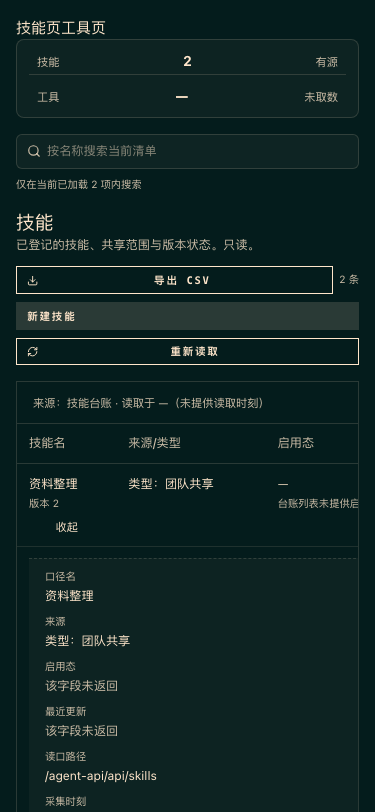 技能页工具页
技能 2 有源
工具 — 未取数
按名称搜索当前清单
仅在当前已加载 2 项内搜索
技能
已登记的技能、共享范围与版本状态。只读。
导出 CSV 2 条
新建技能
重新读取
来源：技能台账 · 读取于 —（未提供读取时刻）
技能名 来源/类型 启用态
资料整理 类型：团队共享 —
版本 2 台账列表未提供启
收起
口径名
资料整理
来源
类型：团队共享
启用态
该字段未返回
最近更新
该字段未返回
读口路径
/agent-api/api/skills
采集时刻